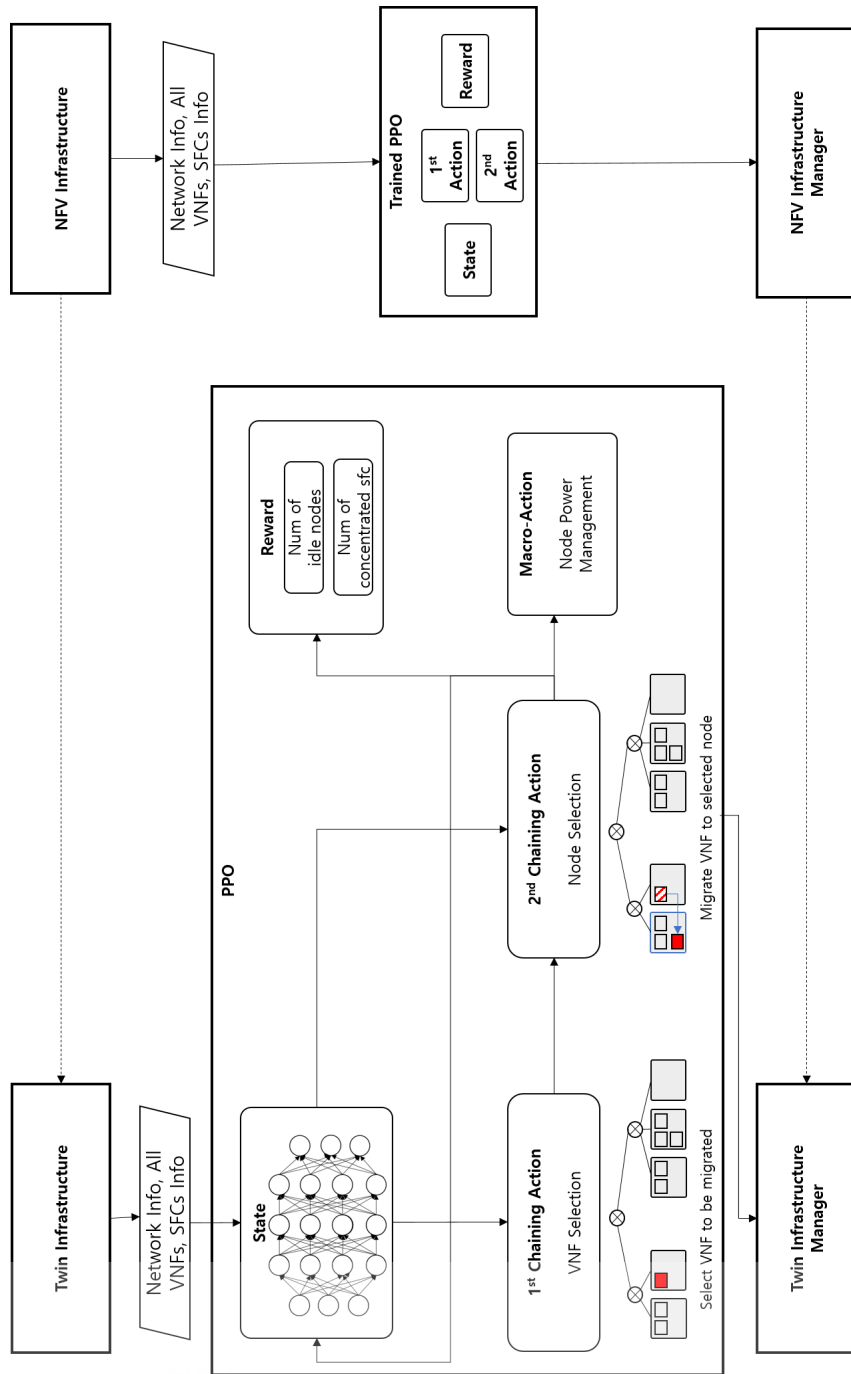 Twin Infrastructure
NFV Infrastructure
Network Info, All
VNFs, SFCs Info
Network Info, All
VNFs, SFCs Info
PPO
State
Reward
Num of
idle nodes
Num of
concentrated sfc
1st Chaining Action
VNF Selection
2nd Chaining Action
Node Selection
Macro-Action
Node Power
Management
Select VNF to be migrated
Migrate VNF to selected node
Trained PPO
State
1st
Action
2nd
Action
Reward
Twin Infrastructure
Manager
NFV Infrastructure
Manager